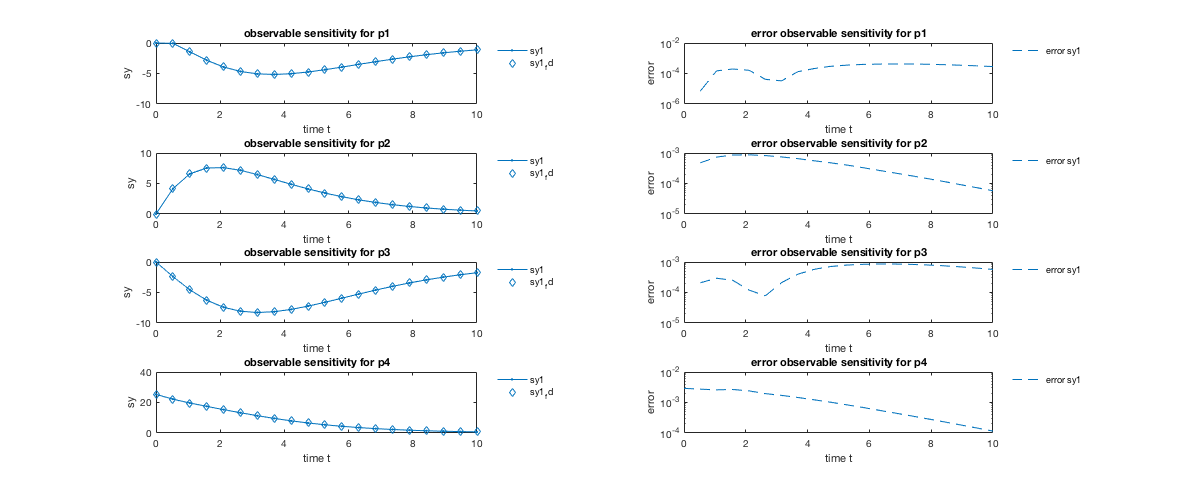 observable sensitivity for p1
sy
0
-5
-10
0 2 4 6 8 10
time t
sy1
sy1_fd
error observable sensitivity for p1
error
10^-2
10^-4
10^-6
0 2 4 6 8 10
time t
error sy1
observable sensitivity for p2
sy
10
5
0
0 2 4 6 8 10
time t
sy1
sy1_fd
error observable sensitivity for p2
error
10^-3
10^-4
10^-5
0 2 4 6 8 10
time t
error sy1
observable sensitivity for p3
sy
0
-5
-10
0 2 4 6 8 10
time t
sy1
sy1_fd
error observable sensitivity for p3
error
10^-3
10^-4
10^-5
0 2 4 6 8 10
time t
error sy1
observable sensitivity for p4
sy
40
20
0
0 2 4 6 8 10
time t
sy1
sy1_fd
error observable sensitivity for p4
error
10^-2
10^-3
10^-4
0 2 4 6 8 10
time t
error sy1